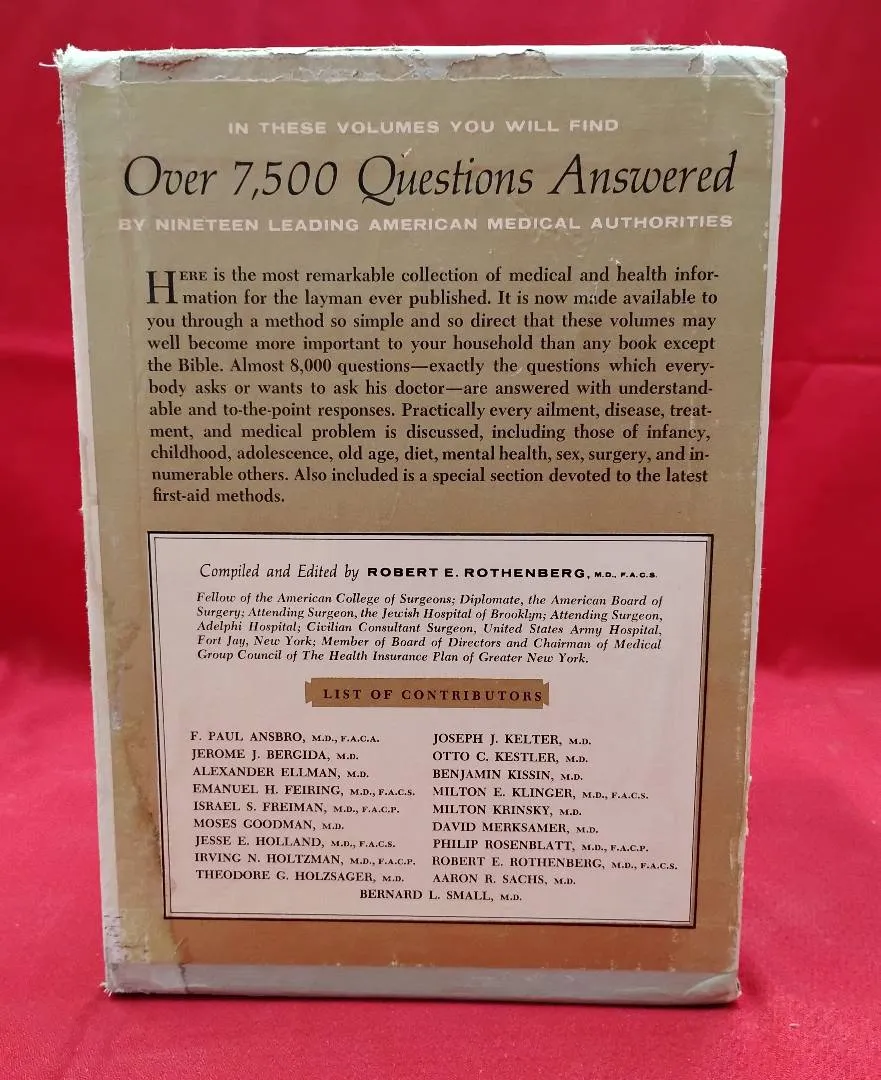 IN THESE VOLUMES YOU WILL FIND
Over 7,500 Questions Answered
BY NINETEEN LEADING AMERICAN MEDICAL AUTHORITIES
HERE is the most remarkable collection of medical and health infor-
mation for the layman ever published. It is now made available to
you through a method so simple and so direct that these volumes may
well become more important to your household than any book except
the Bible. Almost 8,000 questions—exactly the questions which every-
body asks or wants to ask his doctor—are answered with understand-
able and to-the-point responses. Practically every ailment, disease, treat-
ment, and medical problem is discussed, including those of infancy,
childhood, adolescence, old age, diet, mental health, sex, surgery, and in-
numerable others. Also included is a special section devoted to the latest
first-aid methods.
Compiled and Edited by ROBERT E. ROTHENBERG, M.D., F.A.C.S.
Fellow of the American College of Surgeons; Diplomate, the American Board of
Surgery; Attending Surgeon, the Jewish Hospital of Brooklyn; Attending Surgeon,
Adelphi Hospital; Civilian Consultant Surgeon, United States Army Hospital,
Fort Jay, New York; Member of Board of Directors and Chairman of Medical
Group Council of The Health Insurance Plan of Greater New York.
LIST OF CONTRIBUTORS
F. PAUL ANSBRO, M.D., F.A.C.A.
JEROME J. BERGIDA, M.D.
ALEXANDER ELLMAN, M.D.
EMANUEL H. FEIRING, M.D., F.A.C.S.
ISRAEL S. FREIMAN, M.D., F.A.C.P.
MOSES GOODMAN, M.D.
JESSE E. HOLLAND, M.D., F.A.C.S.
IRVING N. HOLTZMAN, M.D., F.A.C.P.
THEODORE G. HOLZSAGER, M.D.
JOSEPH J. KELTER, M.D.
OTTO C. KESTLER, M.D.
BENJAMIN KISSIN, M.D.
MILTON E. KLINGER, M.D., F.A.C.S.
MILTON KRINSKY, M.D.
DAVID MERKSAMER, M.D.
PHILIP ROSENBLATT, M.D., F.A.C.P.
ROBERT E. ROTHENBERG, M.D., F.A.C.S.
AARON R. SACHS, M.D.
BERNARD L. SMALL, M.D.